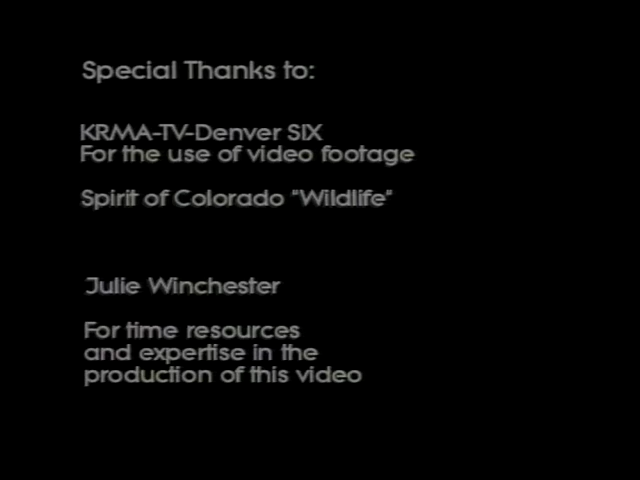 Special Thanks to:
KRMA-TV-Denver SIX
For the use of video footage
Spirit of Colorado "Wildlife"
Julie Winchester
For time resources
and expertise in the
production of this video